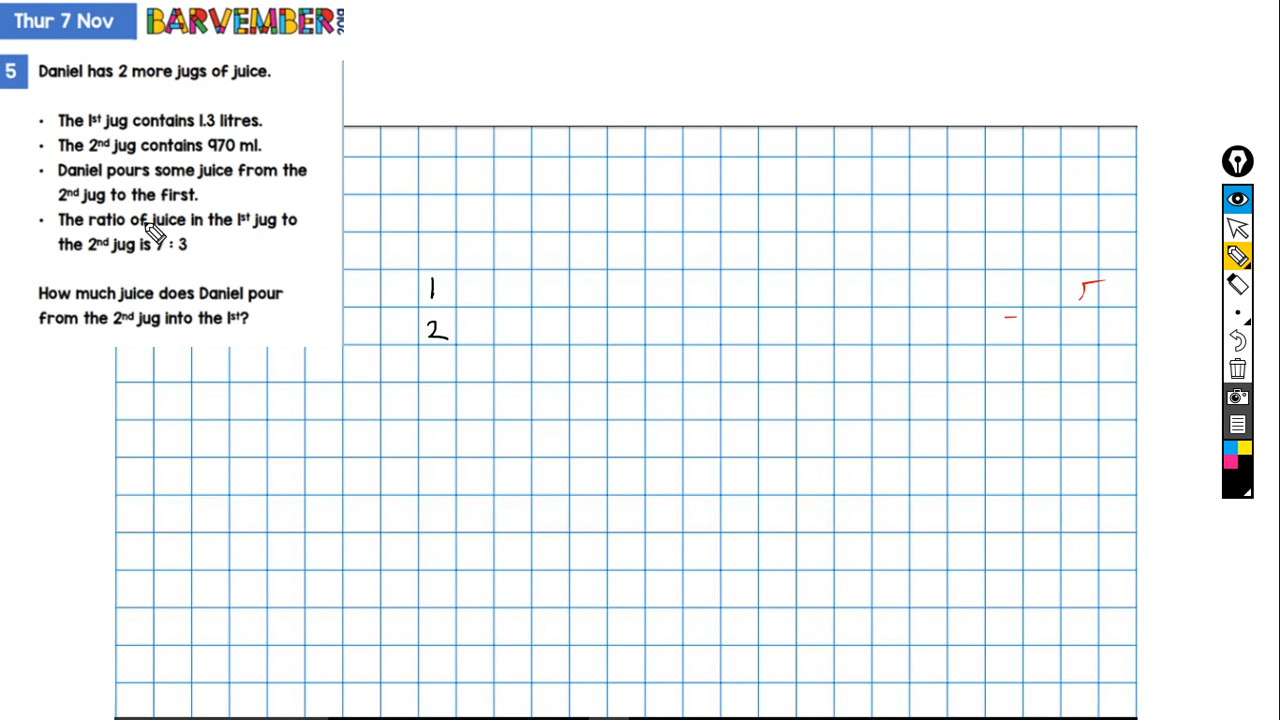 Thur 7 Nov BARVEMBER
5 Daniel has 2 more jugs of juice.
• The 1st jug contains 1.3 litres.
• The 2nd jug contains 970 ml.
• Daniel pours some juice from the
2nd jug to the first.
• The ratio of juice in the 1st jug to
the 2nd jug is 7 : 3
How much juice does Daniel pour
from the 2nd jug into the 1st?
1
2